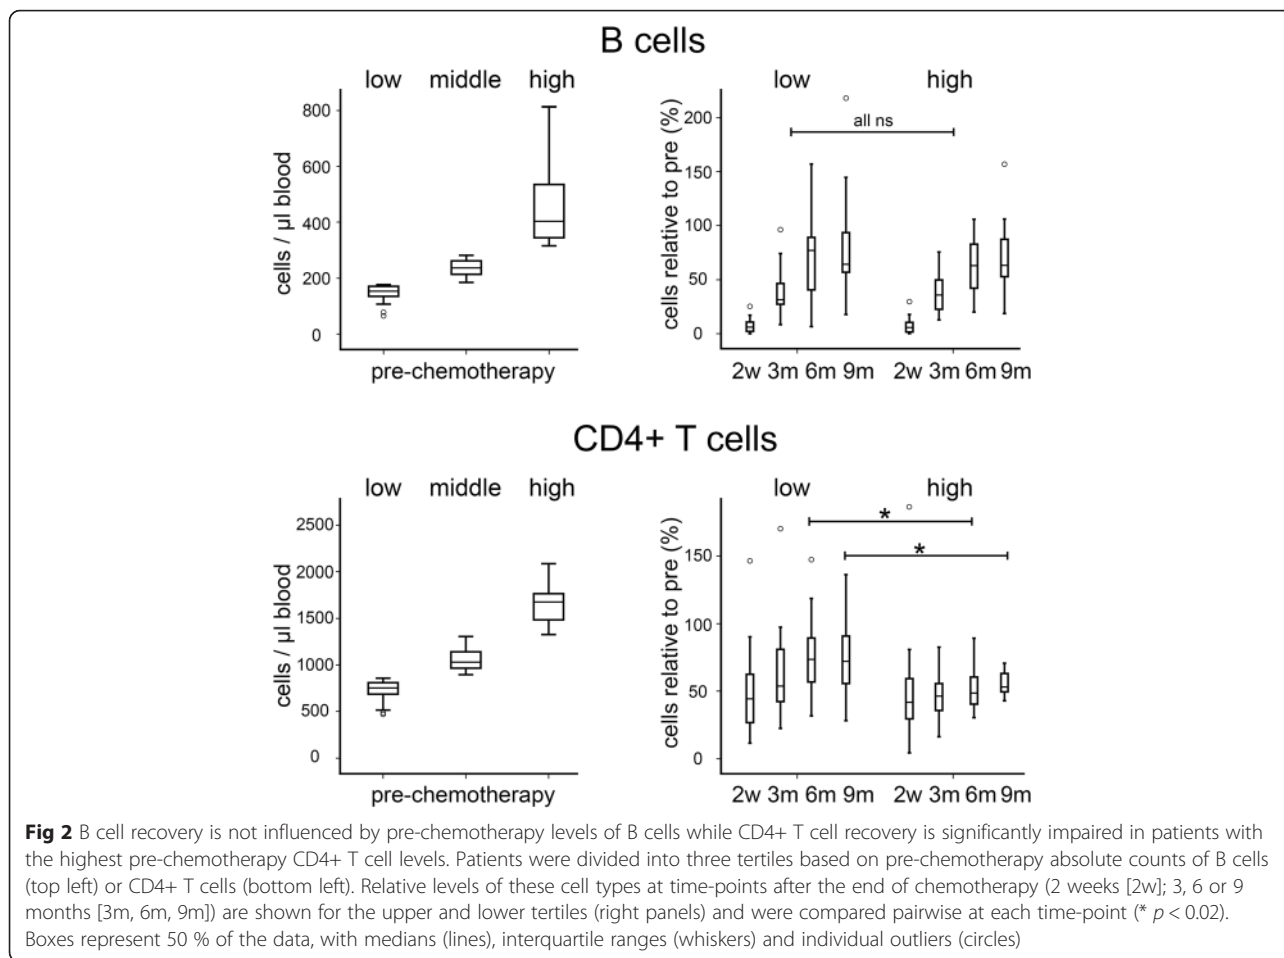 B cells
low middle high
800
600
400
200
0
cells / µl blood
pre-chemotherapy
low high
200
150
100
50
0
cells relative to pre (%)
all ns
2w 3m 6m 9m 2w 3m 6m 9m
CD4+ T cells
low middle high
2500
2000
1500
1000
500
0
cells / µl blood
pre-chemotherapy
low high
150
100
50
0
cells relative to pre (%)
*
*
2w 3m 6m 9m 2w 3m 6m 9m
Fig 2 B cell recovery is not influenced by pre-chemotherapy levels of B cells while CD4+ T cell recovery is significantly impaired in patients with
the highest pre-chemotherapy CD4+ T cell levels. Patients were divided into three tertiles based on pre-chemotherapy absolute counts of B cells
(top left) or CD4+ T cells (bottom left). Relative levels of these cell types at time-points after the end of chemotherapy (2 weeks [2w]; 3, 6 or 9
months [3m, 6m, 9m]) are shown for the upper and lower tertiles (right panels) and were compared pairwise at each time-point (* p < 0.02).
Boxes represent 50 % of the data, with medians (lines), interquartile ranges (whiskers) and individual outliers (circles)